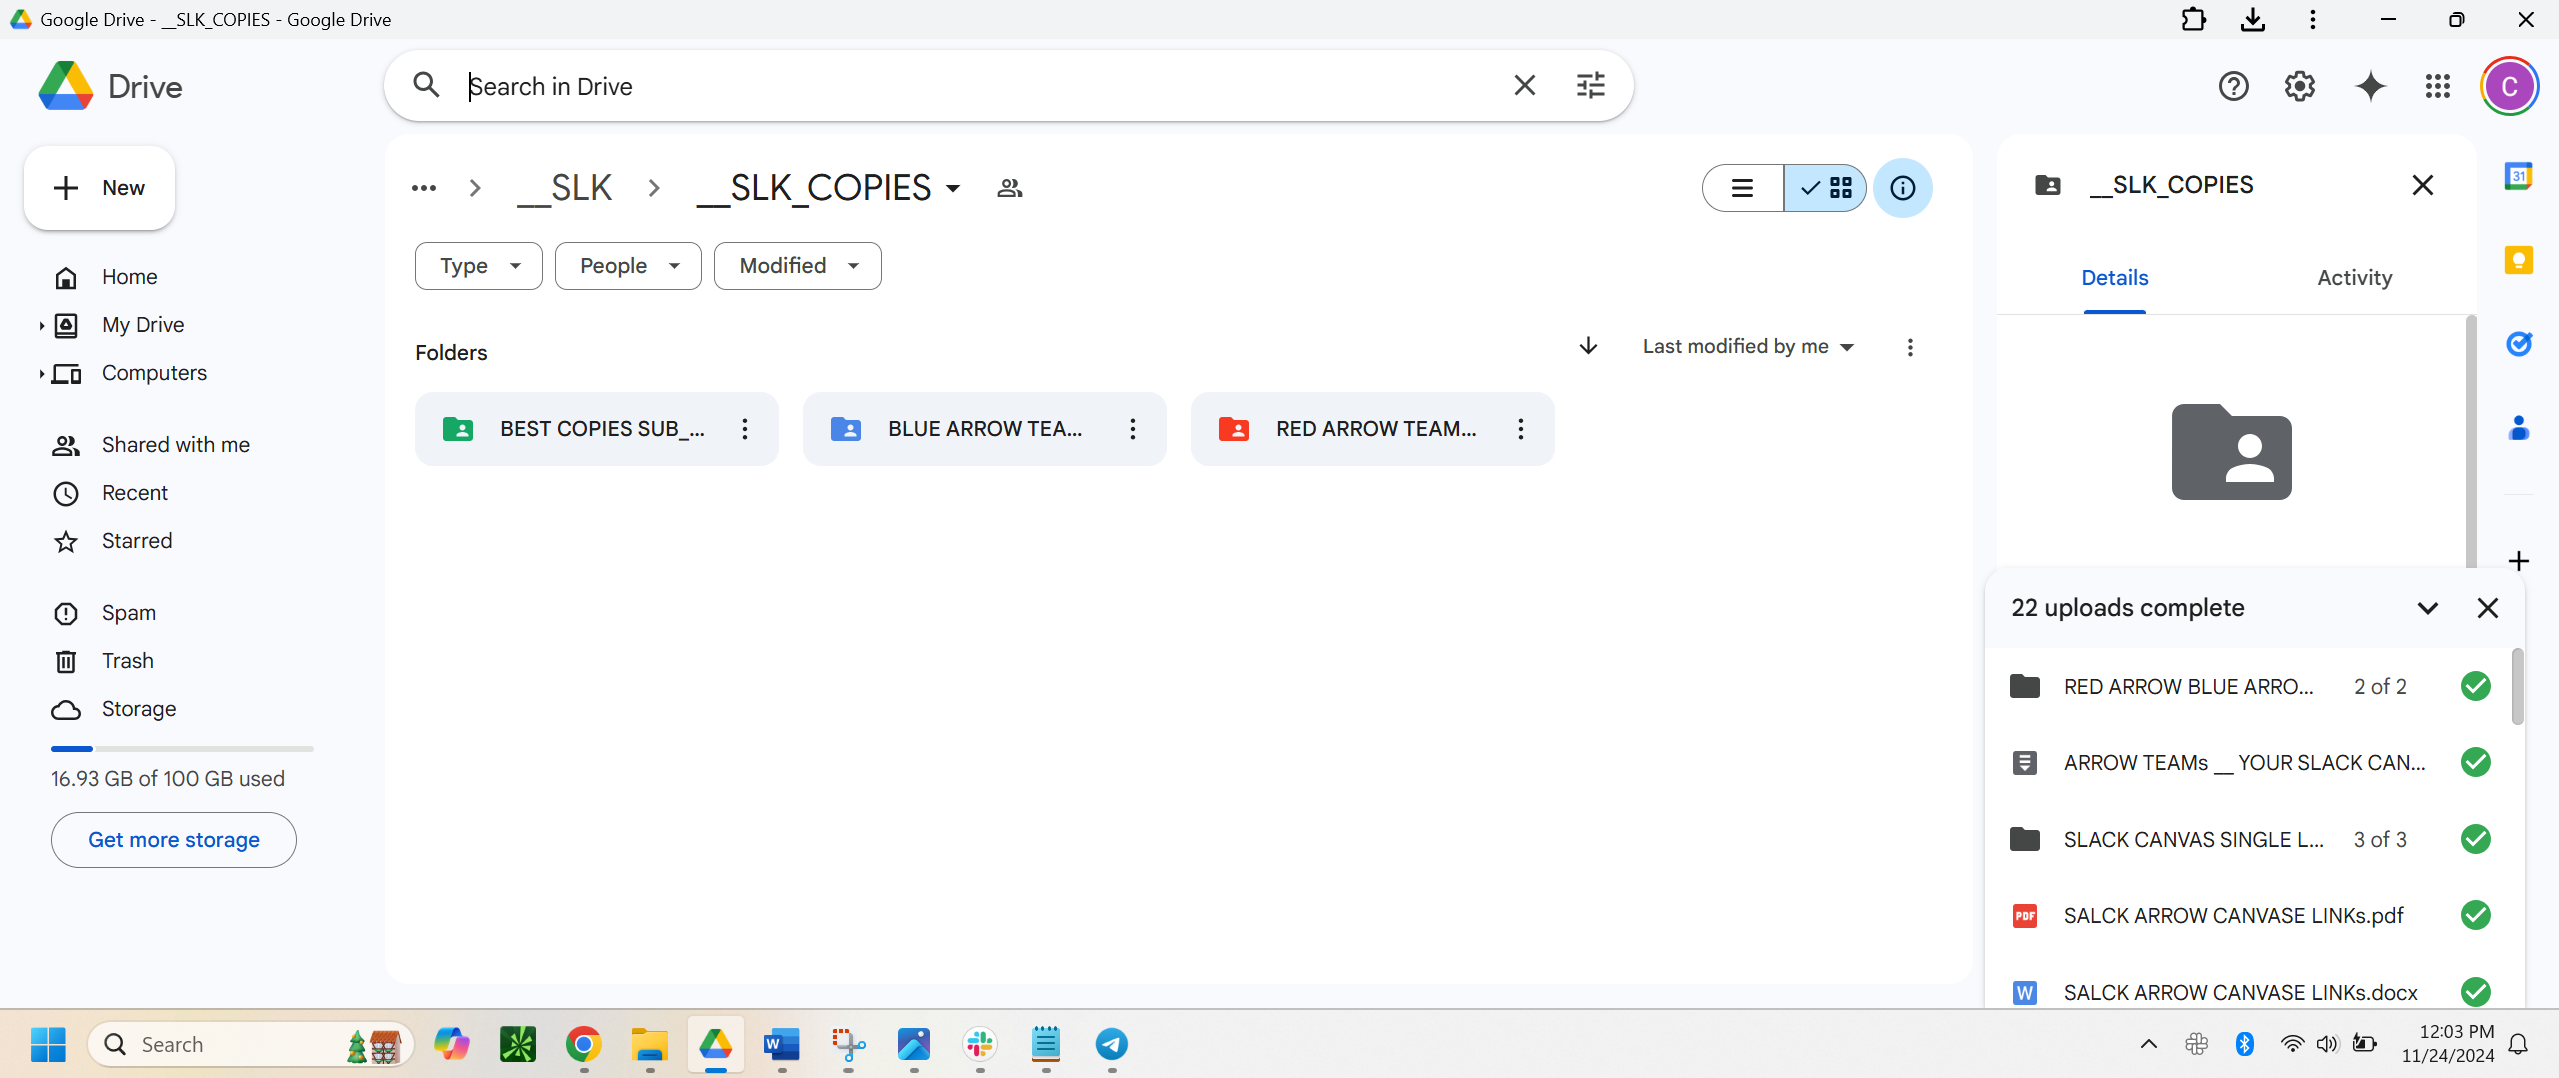 Google Drive - __SLK_COPIES - Google Drive
Drive
Search in Drive
C
New
Home
My Drive
Computers
Shared with me
Recent
Starred
Spam
Trash
Storage
16.93 GB of 100 GB used
Get more storage
__SLK
__SLK_COPIES
Type
People
Modified
Folders
Last modified by me
BEST COPIES SUB_...
BLUE ARROW TEA...
RED ARROW TEAM...
__SLK_COPIES
Details
Activity
31
22 uploads complete
RED ARROW BLUE ARRO... 2 of 2
ARROW TEAMs __ YOUR SLACK CAN...
SLACK CANVAS SINGLE L... 3 of 3
PDF SALCK ARROW CANVASE LINKs.pdf
W SALCK ARROW CANVASE LINKs.docx
Search
W
12:03 PM
11/24/2024